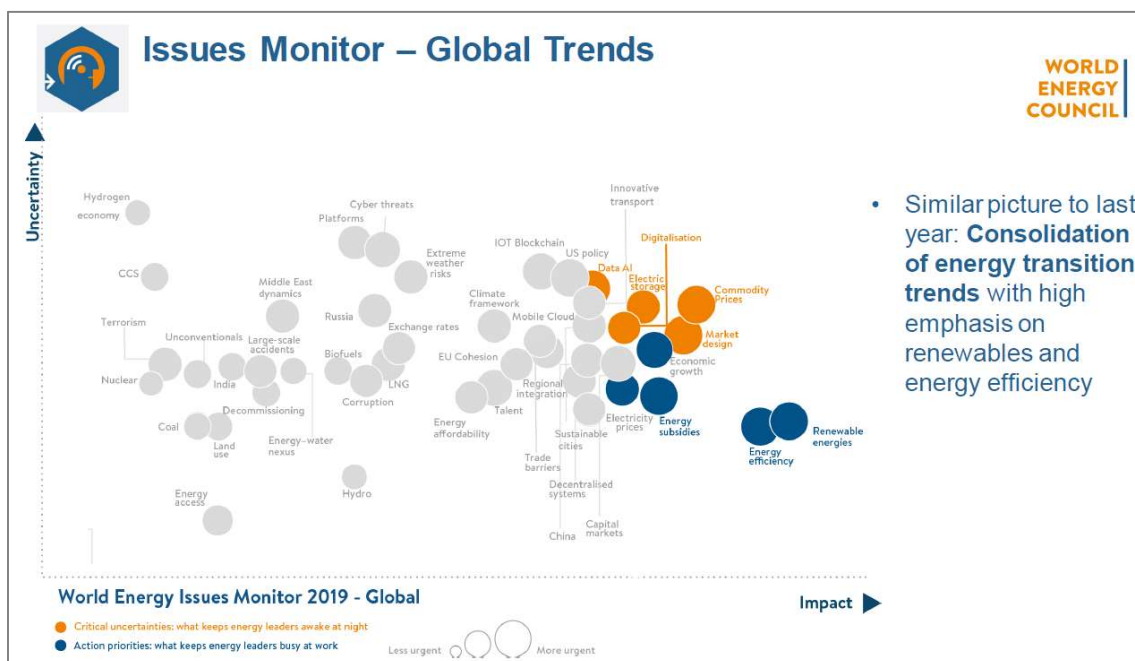 Issues Monitor – Global Trends
WORLD
ENERGY
COUNCIL
Uncertainty
Hydrogen
economy
CCS
Terrorism
Unconventionals
Nuclear
India
Coal
Land
use
Energy
access
Middle East
dynamics
Large-scale
accidents
Decommissioning
Energy-water
nexus
Platforms
Cyber threats
Extreme
weather
risks
Russia
Exchange rates
Biofuels
LNG
Corruption
Hydro
Climate
framework
EU Cohesion
Energy
affordability
Talent
IOT Blockchain
US policy
Mobile Cloud
Regional
integration
Trade
barriers
Sustainable
cities
Decentralised
systems
China
Capital
markets
Innovative
transport
Digitalisation
Data AI
Electric
storage
Commodity
Prices
Market
design
Economic
growth
Electricity
prices
Energy
subsidies
Energy
efficiency
Renewable
energies
• Similar picture to last
year: Consolidation
of energy transition
trends with high
emphasis on
renewables and
energy efficiency
Impact
World Energy Issues Monitor 2019 - Global
Critical uncertainties: what keeps energy leaders awake at night
Action priorities: what keeps energy leaders busy at work
Less urgent
More urgent